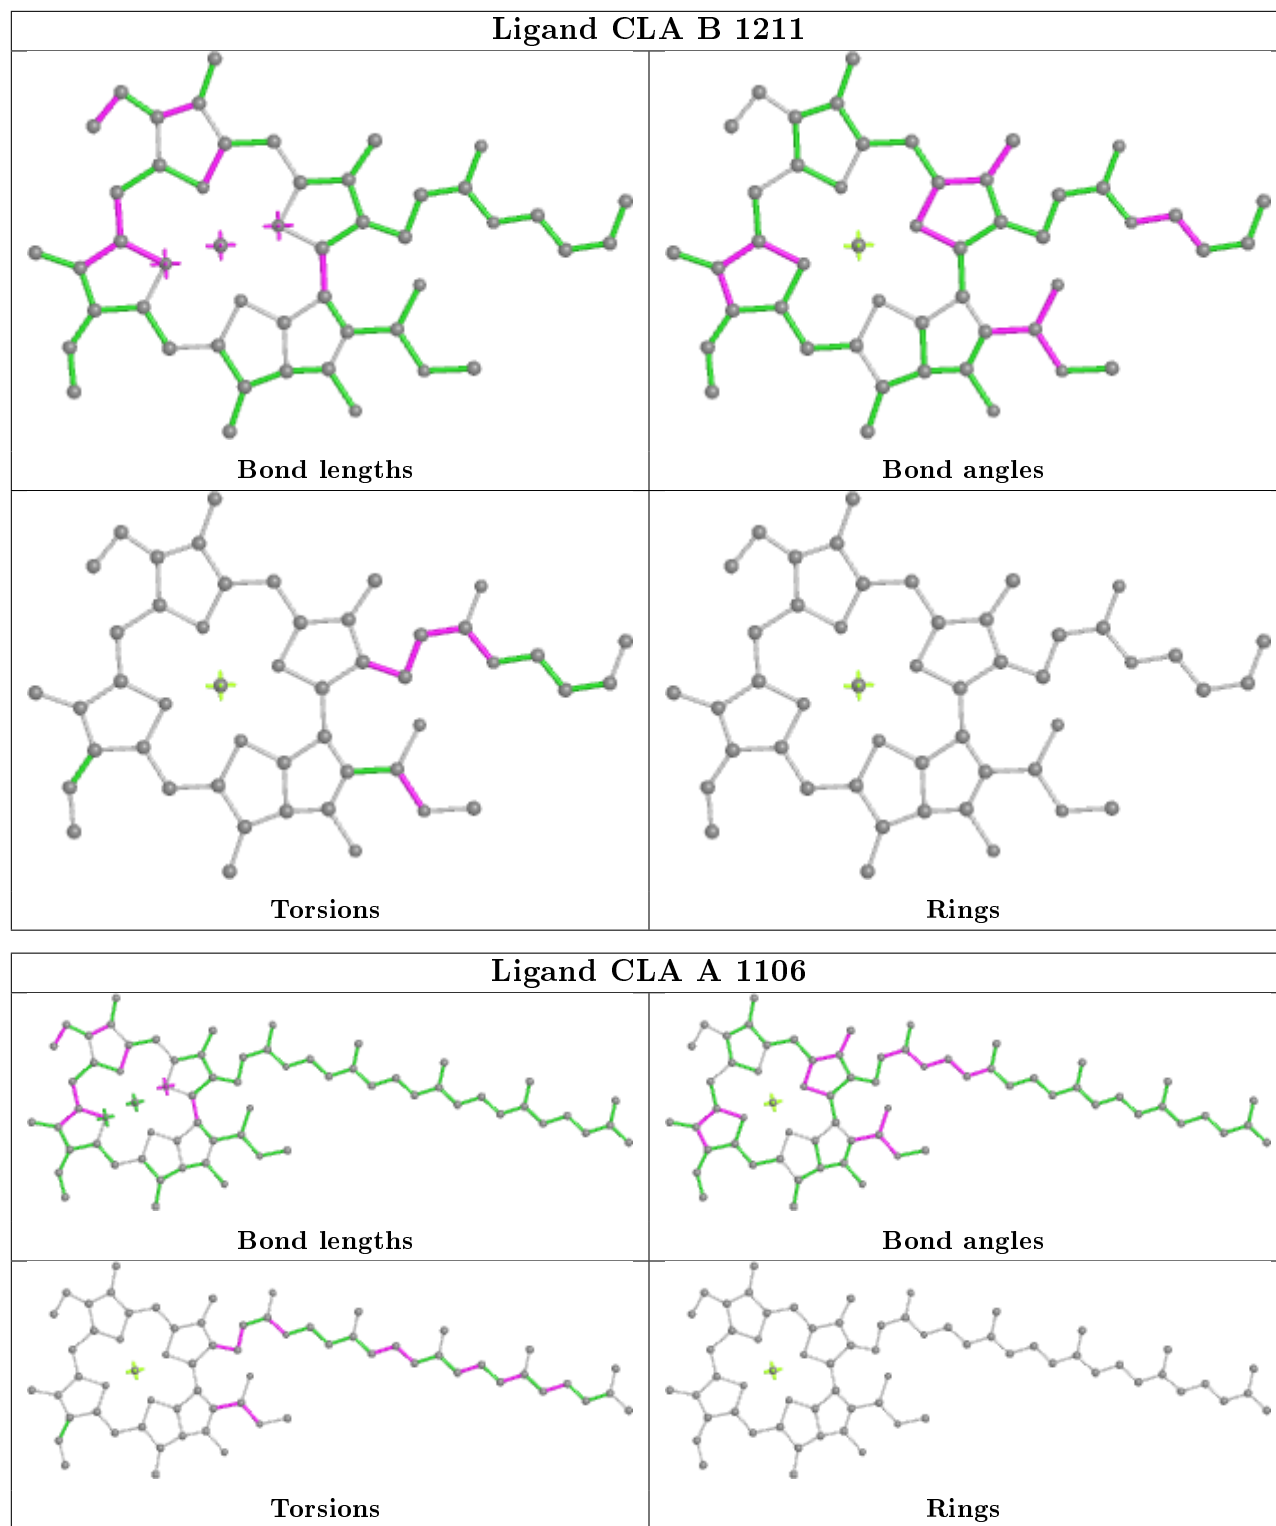 Ligand CLA B 1211
Bond lengths
Bond angles
Torsions
Rings
Ligand CLA A 1106
Bond lengths
Bond angles
Torsions
Rings